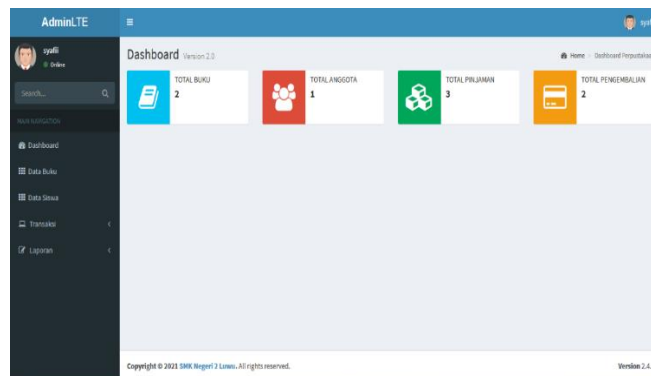 AdminLTE
syafii
Online
Search...
MAIN NAVIGATION
Dashboard
Data Buku
Data Siswa
Transaksi
Laporan
syafii
Dashboard Version 2.0
Home > Dashboard Perpustakaan
TOTAL BUKU
2
TOTAL ANGGOTA
1
TOTAL PINJAMAN
3
TOTAL PENGEMBALIAN
2
Copyright © 2021 SMK Negeri 2 Luwu. All rights reserved.
Version 2.4.